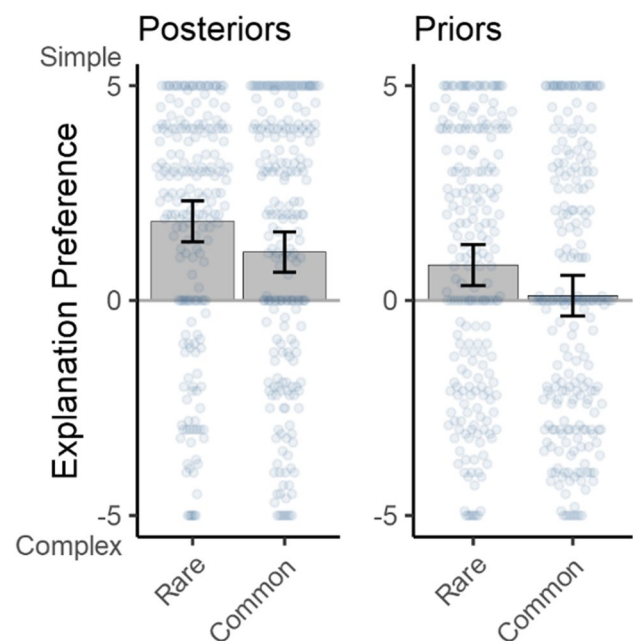 Posteriors
Priors
Simple
5
5
Explanation Preference
0
0
-5
-5
Complex
Rare
Common
Rare
Common